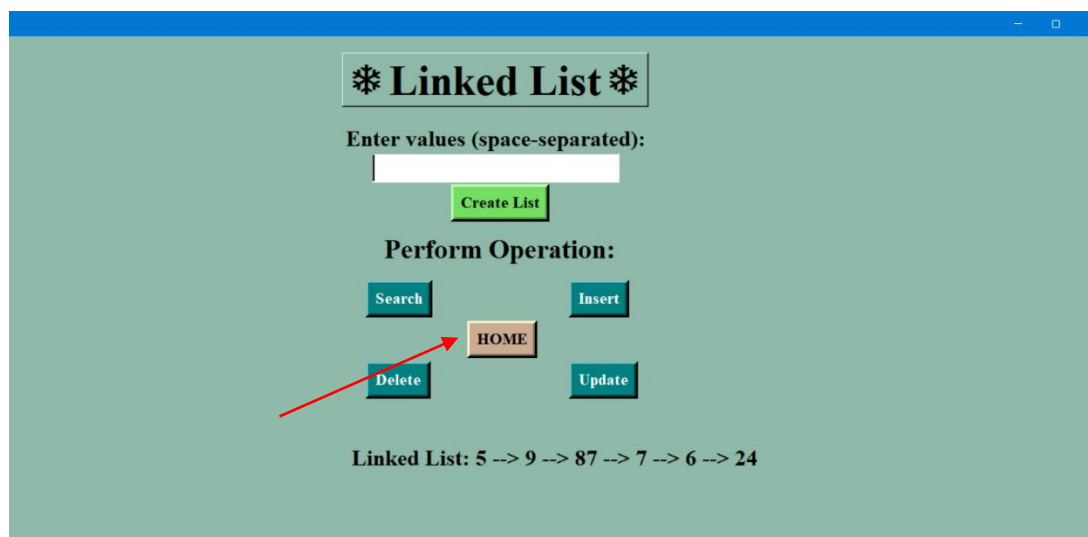 ❄ Linked List ❄
Enter values (space-separated):
Create List
Perform Operation:
Search Insert
HOME
Delete Update
Linked List: 5 --> 9 --> 87 --> 7 --> 6 --> 24